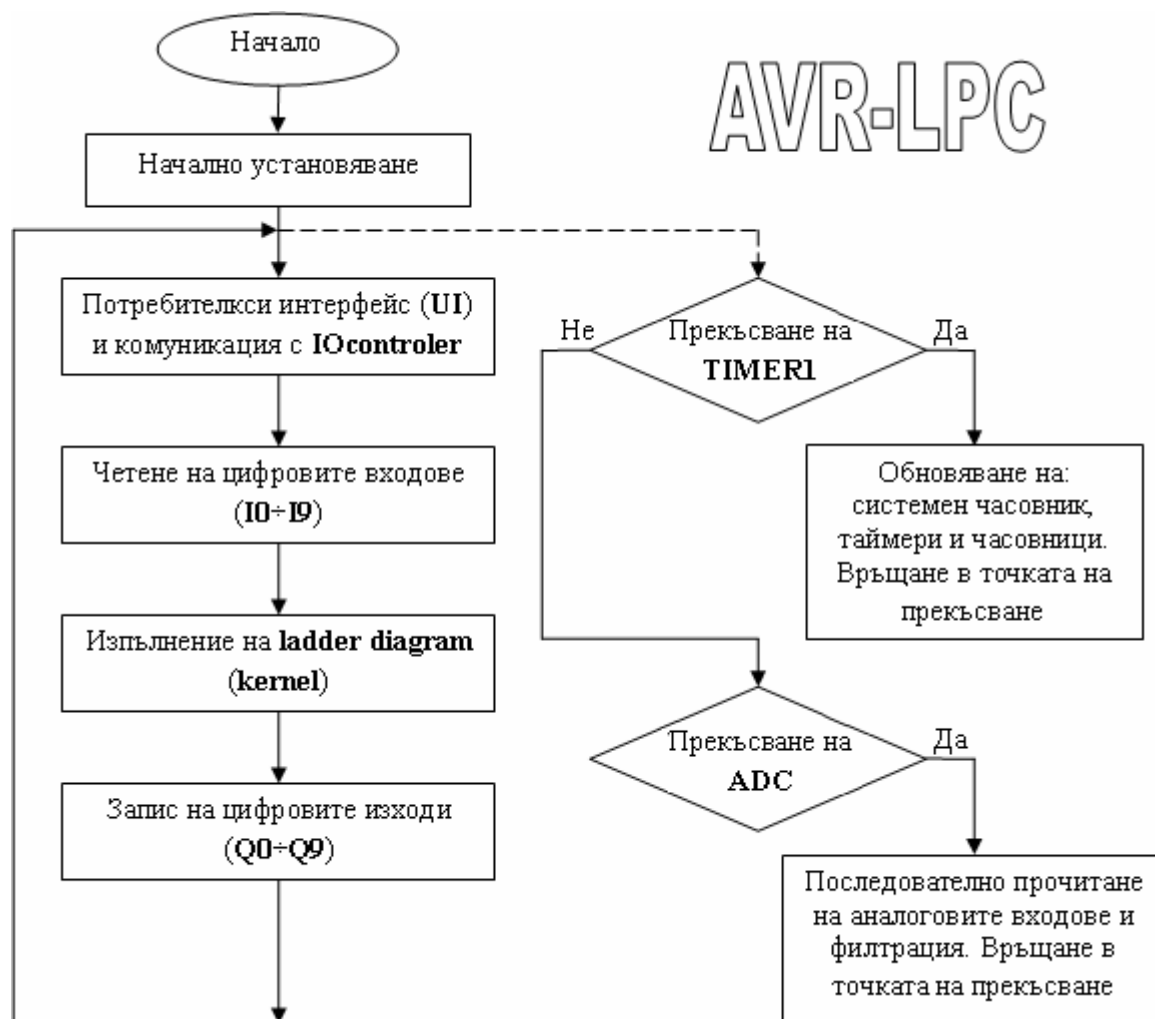 Начало
AVR-LPC
Начално установяване
Потребителкси интерфейс (UI)
и комуникация с IOcontroler
Четене на цифровите входове
(I0÷I9)
Изпълнение на ladder diagram
(kernel)
Запис на цифровите изходи
(Q0÷Q9)
Не
Прекъсване на
TIMER1
Да
Обновяване на:
системен часовник,
таймери и часовници.
Връщане в точката на
прекъсване
Прекъсване на
ADC
Да
Последователно прочитане
на аналоговите входове и
филтрация. Връщане в
точката на прекъсване